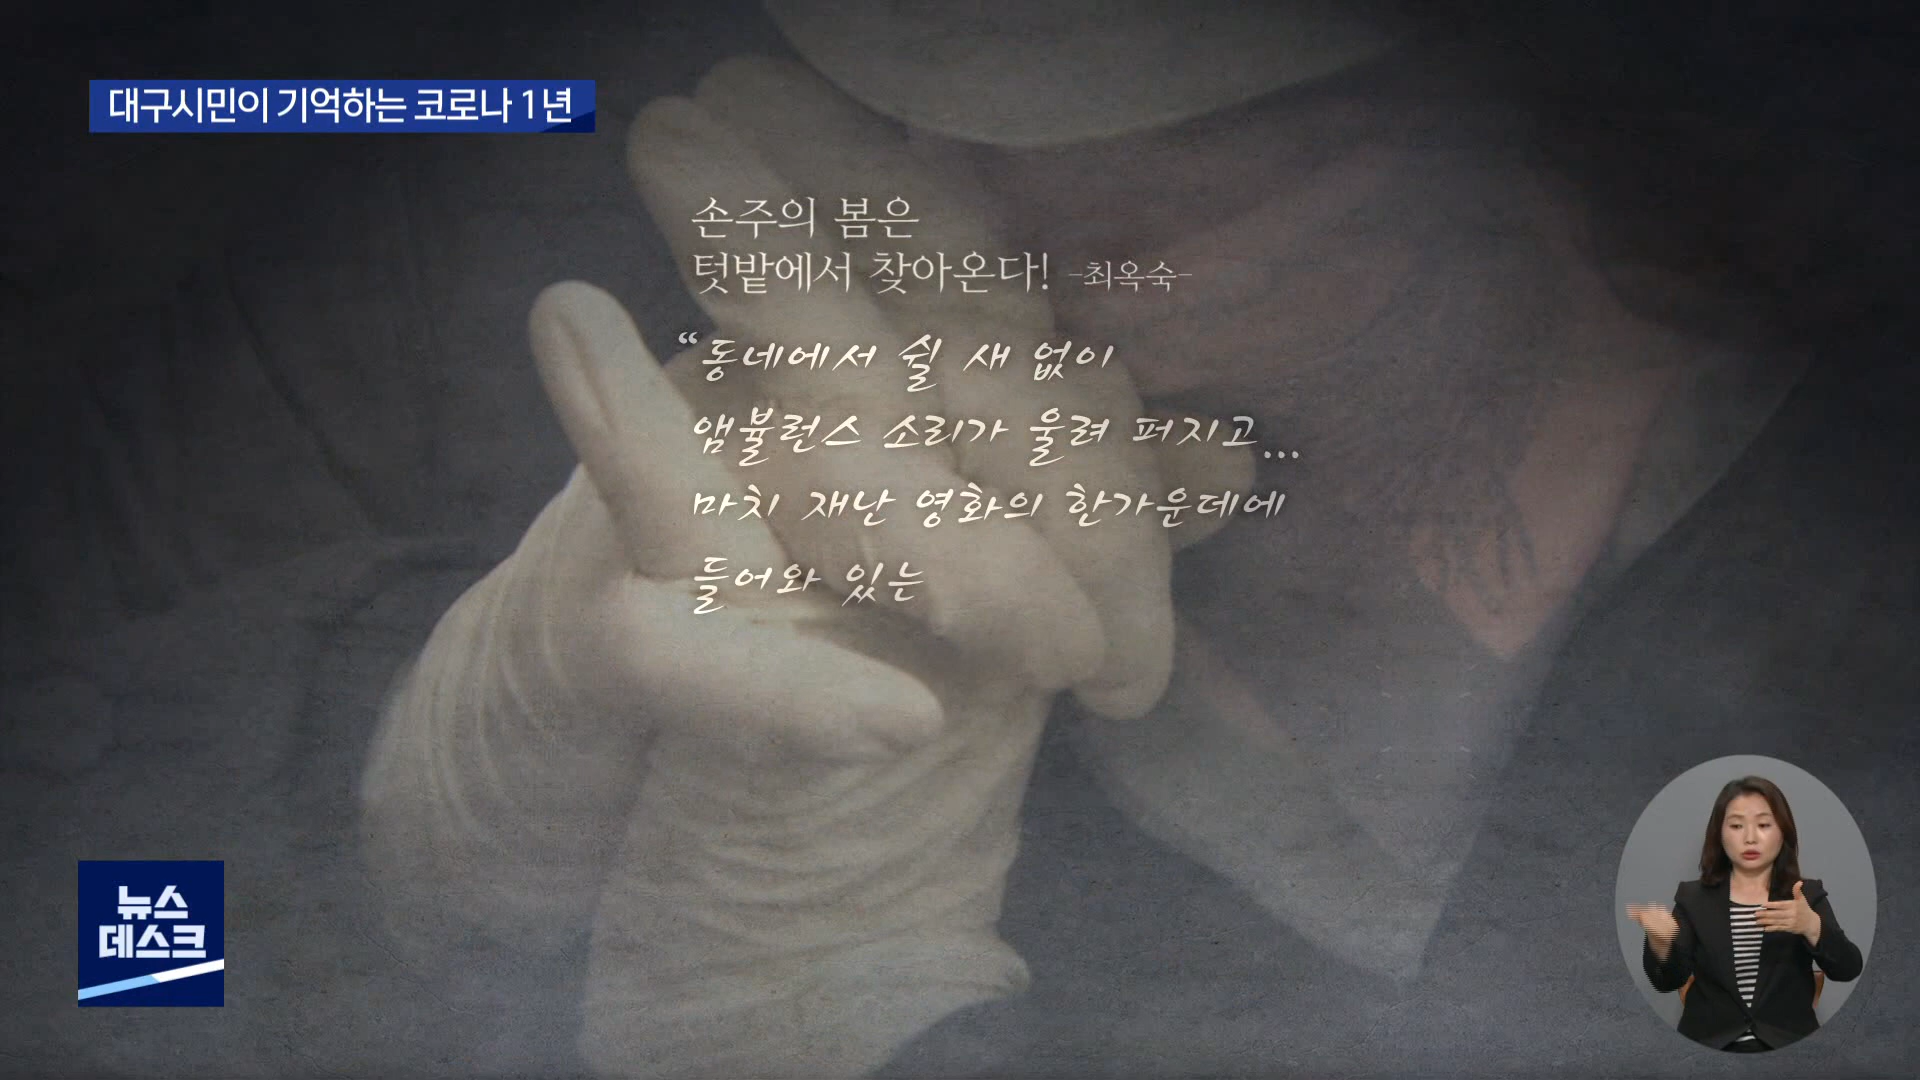 대구시민이 기억하는 코로나 1년
손주의 봄은
텃밭에서 찾아온다! -최옥숙-
“동네에서 쉴 새 없이
앰뷸런스 소리가 울려 퍼지고...
마치 재난 영화의 한가운데에
들어와 있는
뉴스
데스크